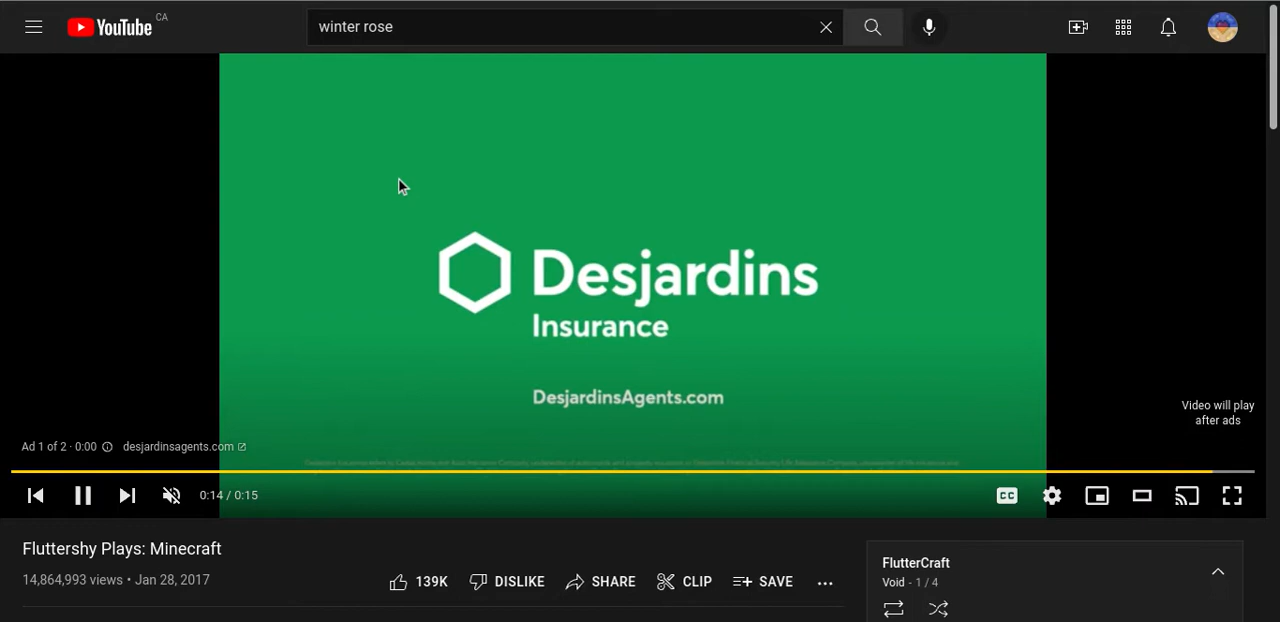 YouTube CA
winter rose
Desjardins
Insurance
DesjardinsAgents.com
Video will play
after ads
Ad 1 of 2 · 0:00 desjardinsagents.com
0:14 / 0:15
CC
Fluttershy Plays: Minecraft
14,864,993 views • Jan 28, 2017
139K DISLIKE SHARE CLIP SAVE
FlutterCraft
Void - 1 / 4